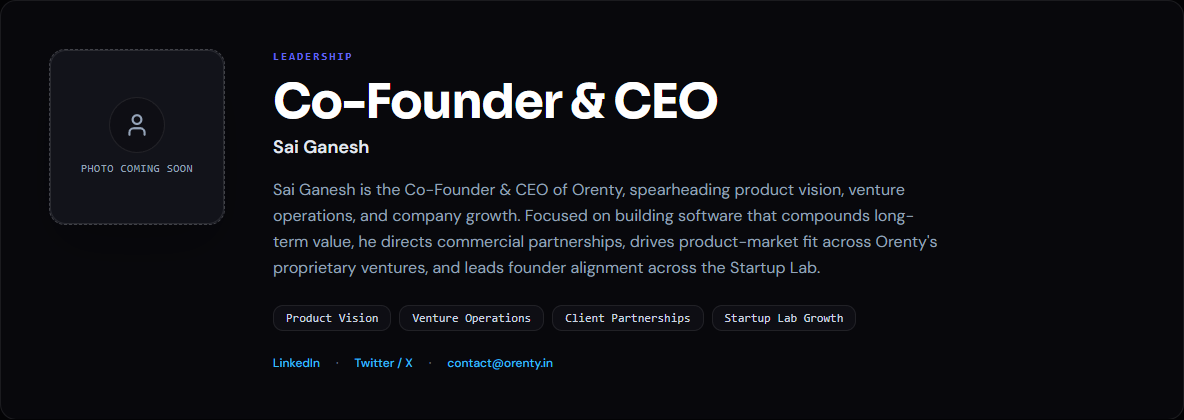 LEADERSHIP
Co-Founder & CEO
Sai Ganesh
PHOTO COMING SOON
Sai Ganesh is the Co-Founder & CEO of Orenty, spearheading product vision, venture
operations, and company growth. Focused on building software that compounds long-
term value, he directs commercial partnerships, drives product-market fit across Orenty's
proprietary ventures, and leads founder alignment across the Startup Lab.
Product Vision
Venture Operations
Client Partnerships
Startup Lab Growth
LinkedIn · Twitter / X · contact@orenty.in